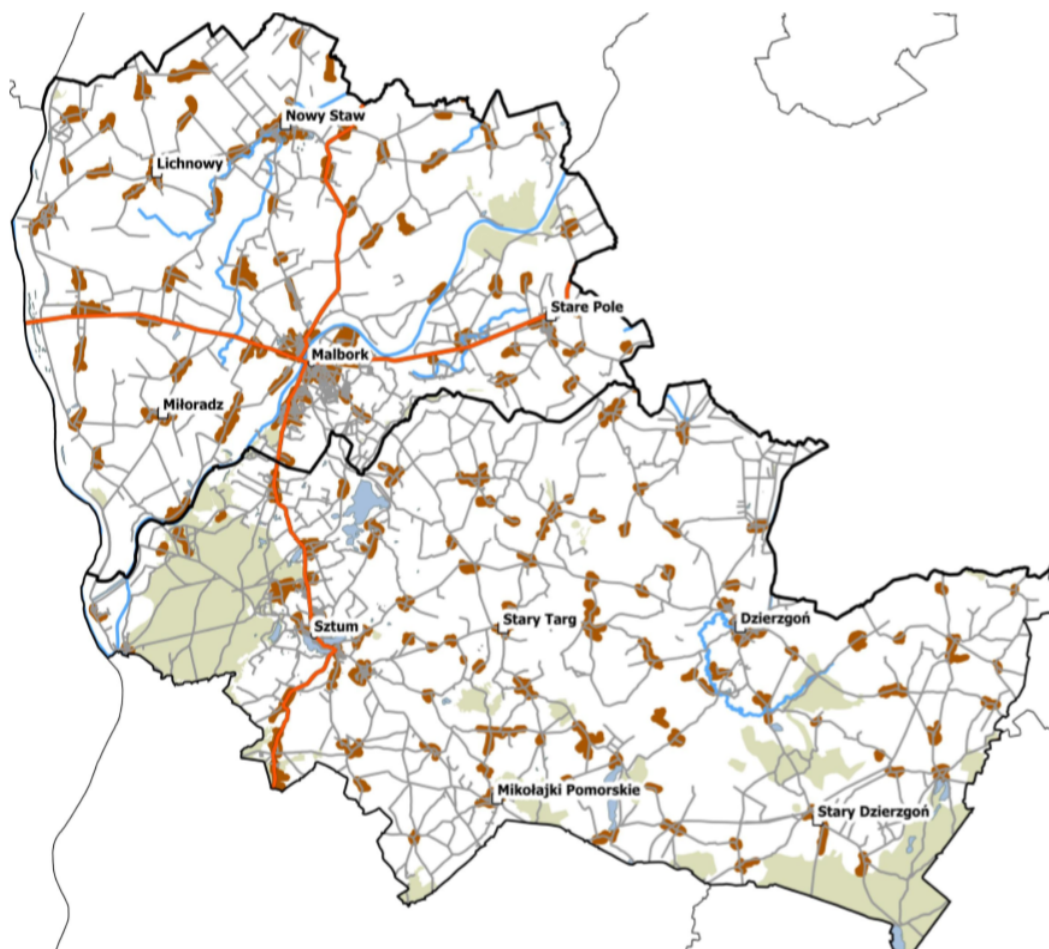 Nowy Staw
Lichnowy
Stare Pole
Malbork
Miłoradz
Sztum
Stary Targ
Dzierzgoń
Mikołajki Pomorskie
Stary Dzierzgoń